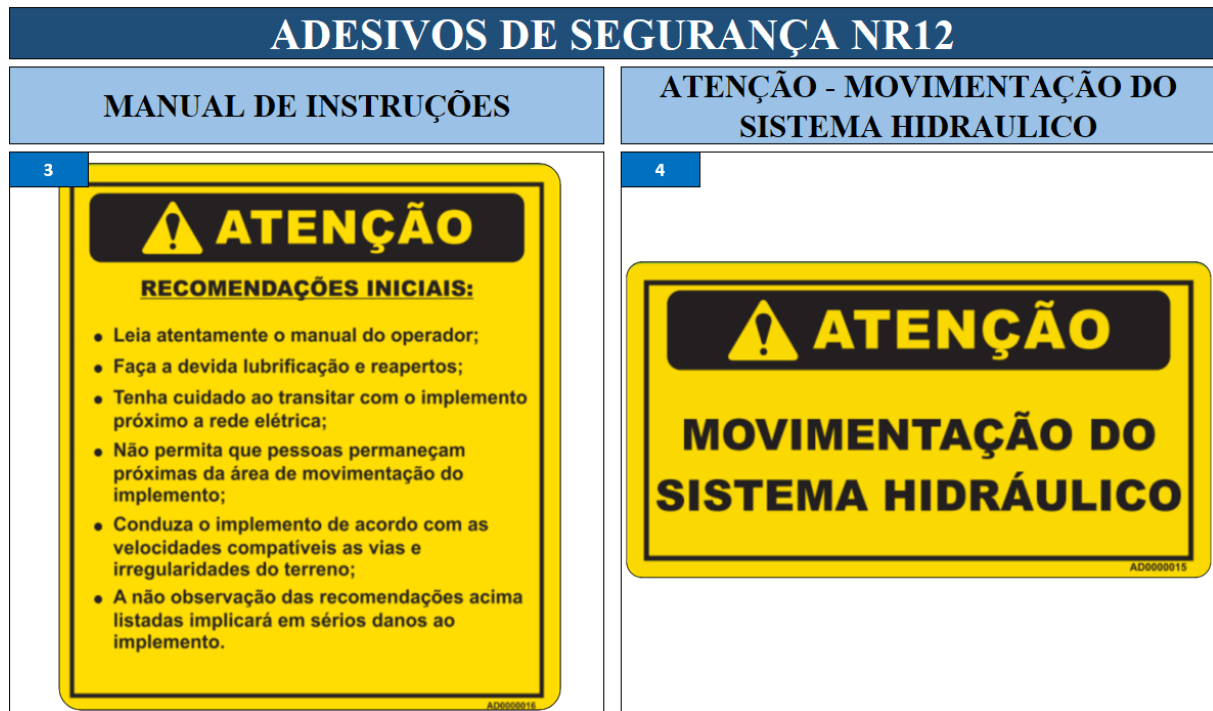 ADESIVOS DE SEGURANÇA NR12
MANUAL DE INSTRUÇÕES
ATENÇÃO - MOVIMENTAÇÃO DO
SISTEMA HIDRAULICO
3
ATENÇÃO
RECOMENDAÇÕES INICIAIS:
• Leia atentamente o manual do operador;
• Faça a devida lubrificação e reapertos;
• Tenha cuidado ao transitar com o implemento
próximo a rede elétrica;
• Não permita que pessoas permaneçam
próximas da área de movimentação do
implemento;
• Conduza o implemento de acordo com as
velocidades compatíveis as vias e
irregularidades do terreno;
• A não observação das recomendações acima
listadas implicará em sérios danos ao
implemento.
AD0000016
4
ATENÇÃO
MOVIMENTAÇÃO DO
SISTEMA HIDRÁULICO
AD0000015